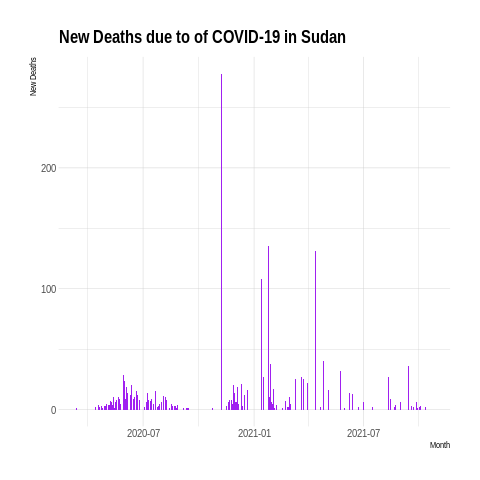 New Deaths due to of COVID-19 in Sudan
New Deaths
200
100
0
2020-07 2021-01 2021-07
Month